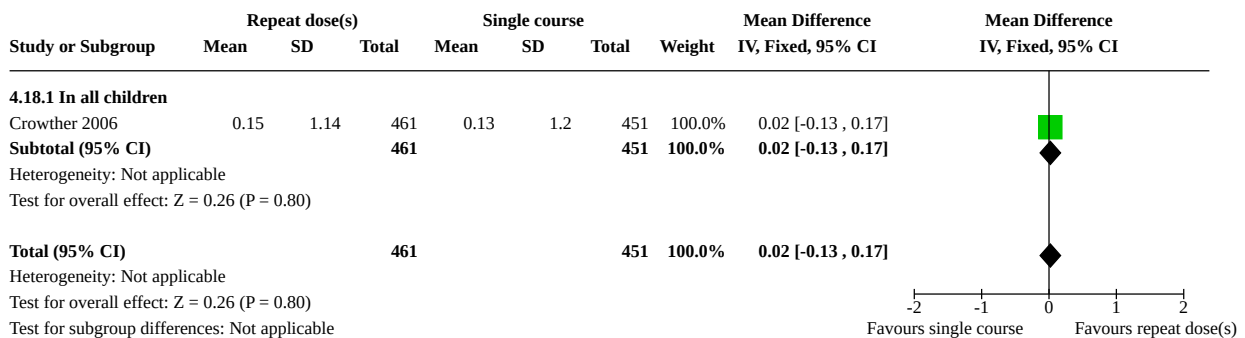 Repeat dose(s) Single course Mean Difference Mean Difference
Study or Subgroup Mean SD Total Mean SD Total Weight IV, Fixed, 95% CI IV, Fixed, 95% CI
4.18.1 In all children
Crowther 2006 0.15 1.14 461 0.13 1.2 451 100.0% 0.02 [-0.13 , 0.17]
Subtotal (95% CI) 461 451 100.0% 0.02 [-0.13 , 0.17]
Heterogeneity: Not applicable
Test for overall effect: Z = 0.26 (P = 0.80)
Total (95% CI) 461 451 100.0% 0.02 [-0.13 , 0.17]
Heterogeneity: Not applicable
Test for overall effect: Z = 0.26 (P = 0.80) -2 -1 0 1 2
Test for subgroup differences: Not applicable Favours single course Favours repeat dose(s)